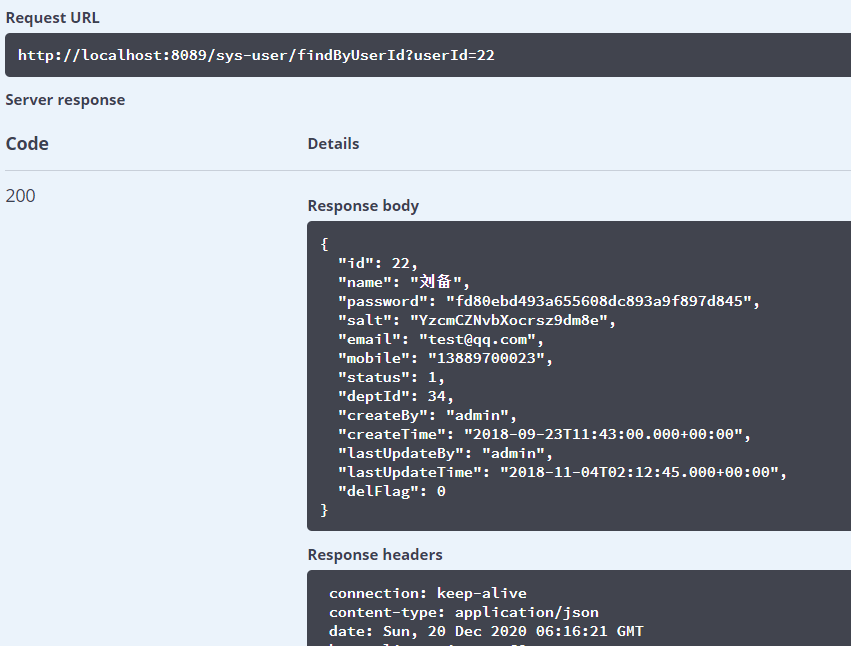 Request URL
http://localhost:8089/sys-user/findByUserId?userId=22
Server response
Code Details
200
Response body
{
"id": 22,
"name": "刘备",
"password": "fd80ebd493a655608dc893a9f897d845",
"salt": "YzcmCZNvbXocrsz9dm8e",
"email": "test@qq.com",
"mobile": "13889700023",
"status": 1,
"deptId": 34,
"createBy": "admin",
"createTime": "2018-09-23T11:43:00.000+00:00",
"lastUpdateBy": "admin",
"lastUpdateTime": "2018-11-04T02:12:45.000+00:00",
"delFlag": 0
}
Response headers
connection: keep-alive
content-type: application/json
date: Sun, 20 Dec 2020 06:16:21 GMT